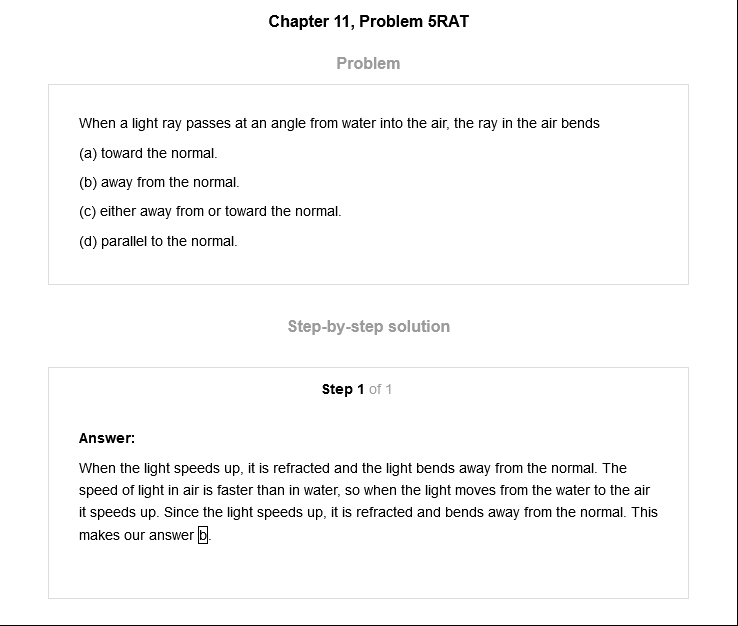 Chapter 11, Problem 5RAT
Problem
When a light ray passes at an angle from water into the air, the ray in the air bends
(a) toward the normal.
(b) away from the normal.
(c) either away from or toward the normal.
(d) parallel to the normal.
Step-by-step solution
Step 1 of 1
Answer:
When the light speeds up, it is refracted and the light bends away from the normal. The
speed of light in air is faster than in water, so when the light moves from the water to the air
it speeds up. Since the light speeds up, it is refracted and bends away from the normal. This
makes our answer b.